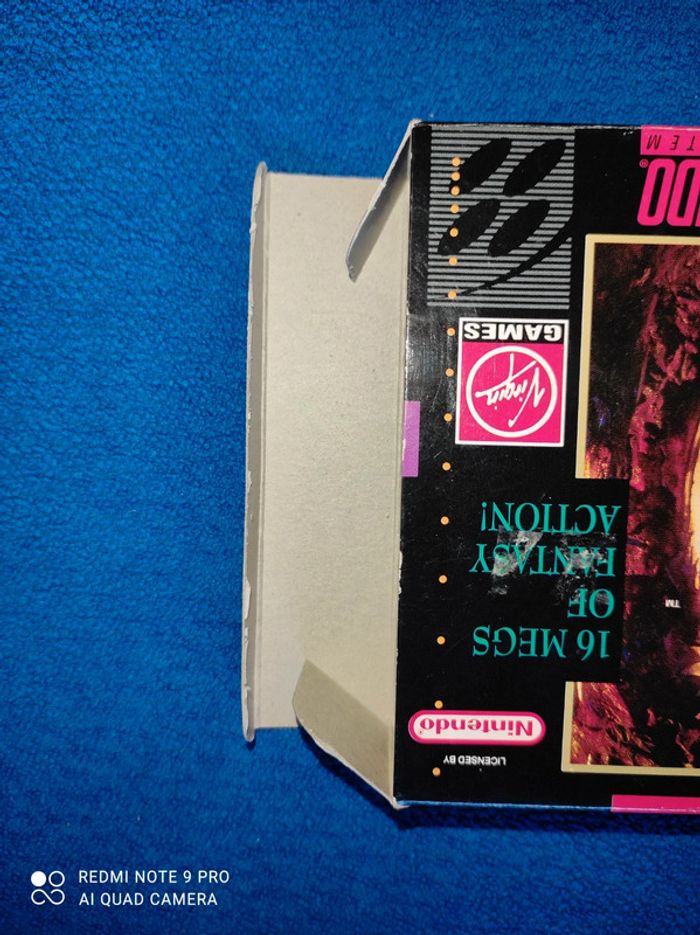 LICENSED BY
Nintendo
16 MEGS
OF
FANTASY
ACTION!
TM
Virgin
GAMES
DO®
TEM
REDMI NOTE 9 PRO
AI QUAD CAMERA